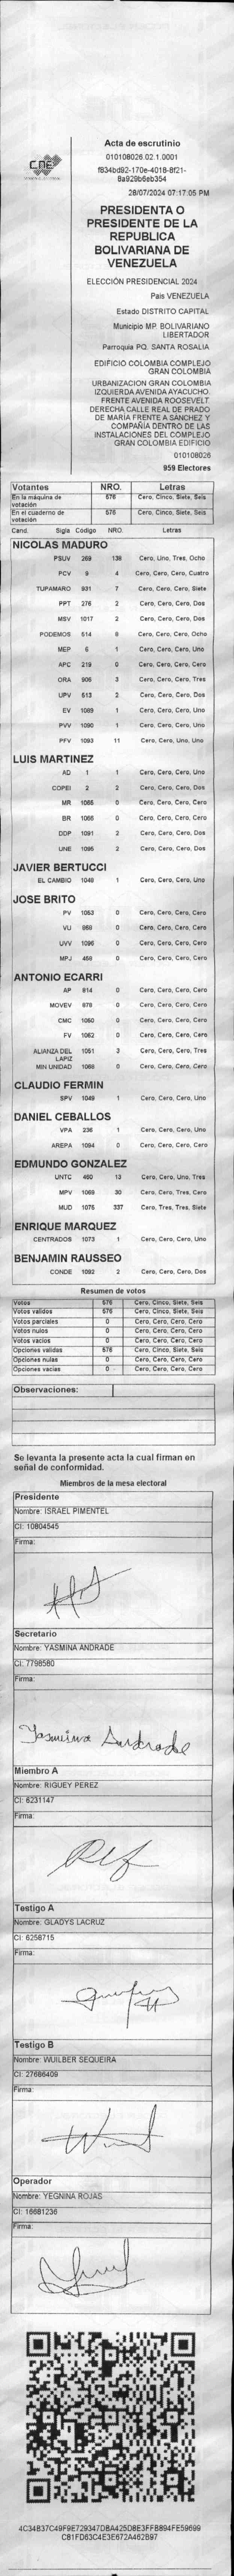 CNE
Acta de escrutinio
010108026.02.1.0001
f834bd92-170e-4018-8f21-
9a929b6eb354
28/07/2024 07:17:05 PM
PRESIDENTA O
PRESIDENTE DE LA
REPUBLICA
BOLIVARIANA DE
VENEZUELA
ELECCIÓN PRESIDENCIAL 2024
País VENEZUELA
Estado DISTRITO CAPITAL
Municipio MP. BOLIVARIANO
LIBERTADOR
Parroquia PQ. SANTA ROSALIA
EDIFICIO COLOMBIA COMPLEJO
GRAN COLOMBIA
URBANIZACION GRAN COLOMBIA
IZQUIERDA AVENIDA AYACUCHO.
FRENTE AVENIDA ROOSEVELT.
DERECHA CALLE REAL DE PRADO
DE MARIA FRENTE A SANCHEZ Y
COMPAÑIA DENTRO DE LAS
INSTALACIONES DEL COMPLEJO
GRAN COLOMBIA EDIFICIO
010108026
959 Electores
Votantes NRO. Letras
En la máquina de votación 576 Cero, Cinco, Siete, Seis
En el cuaderno de votación 576 Cero, Cinco, Siete, Seis
Cand. Sigla Codigo NRO. Letras
NICOLAS MADURO
PSUV 269 138 Cero, Uno, Tres, Ocho
PCV 9 4 Cero, Cero, Cero, Cuatro
TUPAMARO 931 7 Cero, Cero, Cero, Siete
PPT 276 2 Cero, Cero, Cero, Dos
MSV 1017 2 Cero, Cero, Cero, Dos
PODEMOS 514 8 Cero, Cero, Cero, Ocho
MEP 6 1 Cero, Cero, Cero, Uno
APC 219 0 Cero, Cero, Cero, Cero
ORA 906 3 Cero, Cero, Cero, Tres
UPV 513 2 Cero, Cero, Cero, Dos
EV 1089 1 Cero, Cero, Cero, Uno
PVV 1090 1 Cero, Cero, Cero, Uno
PFV 1093 11 Cero, Cero, Uno, Uno
LUIS MARTINEZ
AD 1 1 Cero, Cero, Cero, Uno
COPEI 2 2 Cero, Cero, Cero, Dos
MR 1065 0 Cero, Cero, Cero, Cero
BR 1066 0 Cero, Cero, Cero, Cero
DDP 1091 2 Cero, Cero, Cero, Dos
UNE 1095 2 Cero, Cero, Cero, Dos
JAVIER BERTUCCI
EL CAMBIO 1048 1 Cero, Cero, Cero, Uno
JOSE BRITO
PV 1053 0 Cero, Cero, Cero, Cero
VU 0 Cero, Cero, Cero, Cero
UVV 1096 0 Cero, Cero, Cero, Cero
MPJ 0 Cero, Cero, Cero, Cero
ANTONIO ECARRI
AP 814 0 Cero, Cero, Cero, Cero
MOVEV 0 Cero, Cero, Cero, Cero
CMC 1050 0 Cero, Cero, Cero, Cero
FV 1052 0 Cero, Cero, Cero, Cero
ALIANZA DEL LAPIZ 1051 3 Cero, Cero, Cero, Tres
MIN UNIDAD 1068 0 Cero, Cero, Cero, Cero
CLAUDIO FERMIN
SPV 1049 1 Cero, Cero, Cero, Uno
DANIEL CEBALLOS
VPA 236 1 Cero, Cero, Cero, Uno
AREPA 1094 0 Cero, Cero, Cero, Cero
EDMUNDO GONZALEZ
UNTC 460 13 Cero, Cero, Uno, Tres
MPV 1069 30 Cero, Cero, Tres, Cero
MUD 1075 337 Cero, Tres, Tres, Siete
ENRIQUE MARQUEZ
CENTRADOS 1073 1 Cero, Cero, Cero, Uno
BENJAMIN RAUSSEO
CONDE 1092 2 Cero, Cero, Cero, Dos
Resumen de votos
Votos 576 Cero, Cinco, Siete, Seis
Votos validos 576 Cero, Cinco, Siete, Seis
Votos parciales 0 Cero, Cero, Cero, Cero
Votos nulos 0 Cero, Cero, Cero, Cero
Votos vacios 0 Cero, Cero, Cero, Cero
Opciones validas 576 Cero, Cinco, Siete, Seis
Opciones nulas 0 Cero, Cero, Cero, Cero
Opciones vacias 0 Cero, Cero, Cero, Cero
Observaciones:
Se levanta la presente acta la cual firman en
señal de conformidad.
Miembros de la mesa electoral
Presidente
Nombre: ISRAEL PIMENTEL
CI: 10804545
Firma:
Secretario
Nombre: YASMINA ANDRADE
CI: 7798560
Firma:
Yasmina Andrade
Miembro A
Nombre: RIGUEY PEREZ
CI: 6231147
Firma:
Testigo A
Nombre: GLADYS LACRUZ
CI: 6256715
Firma:
Testigo B
Nombre: WUILBER SEQUEIRA
CI: 27686409
Firma:
Operador
Nombre: YEGNINA ROJAS
CI: 16681236
Firma:
4C34B37C49F9E729347DBA425D8E3FFB894FE59699
C81FD63C4E3E672A462B97